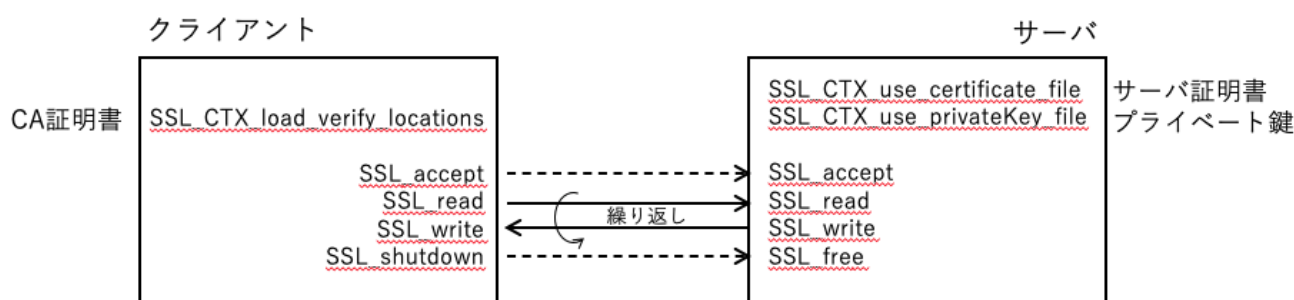 クライアント
サーバ
CA証明書
SSL_CTX_load_verify_locations
SSL_accept
SSL_read
SSL_write
SSL_shutdown
繰り返し
SSL_CTX_use_certificate_file
SSL_CTX_use_privateKey_file
SSL_accept
SSL_read
SSL_write
SSL_free
サーバ証明書
プライベート鍵